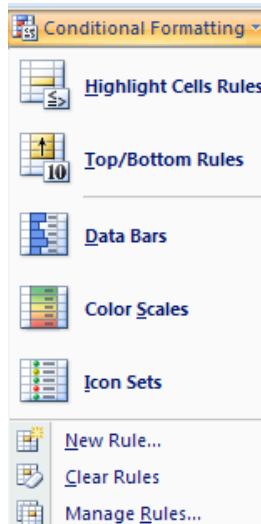 Conditional Formatting
Highlight Cells Rules
Top/Bottom Rules
10
Data Bars
Color Scales
Icon Sets
New Rule...
Clear Rules
Manage Rules...